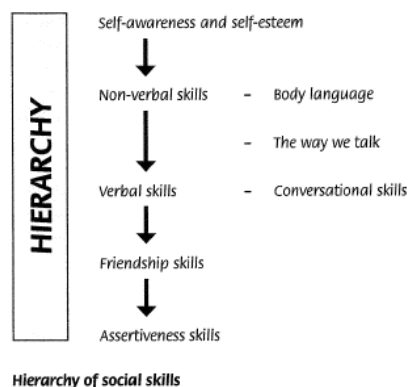 HIERARCHY
Self-awareness and self-esteem
Non-verbal skills – Body language
– The way we talk
Verbal skills – Conversational skills
Friendship skills
Assertiveness skills
Hierarchy of social skills